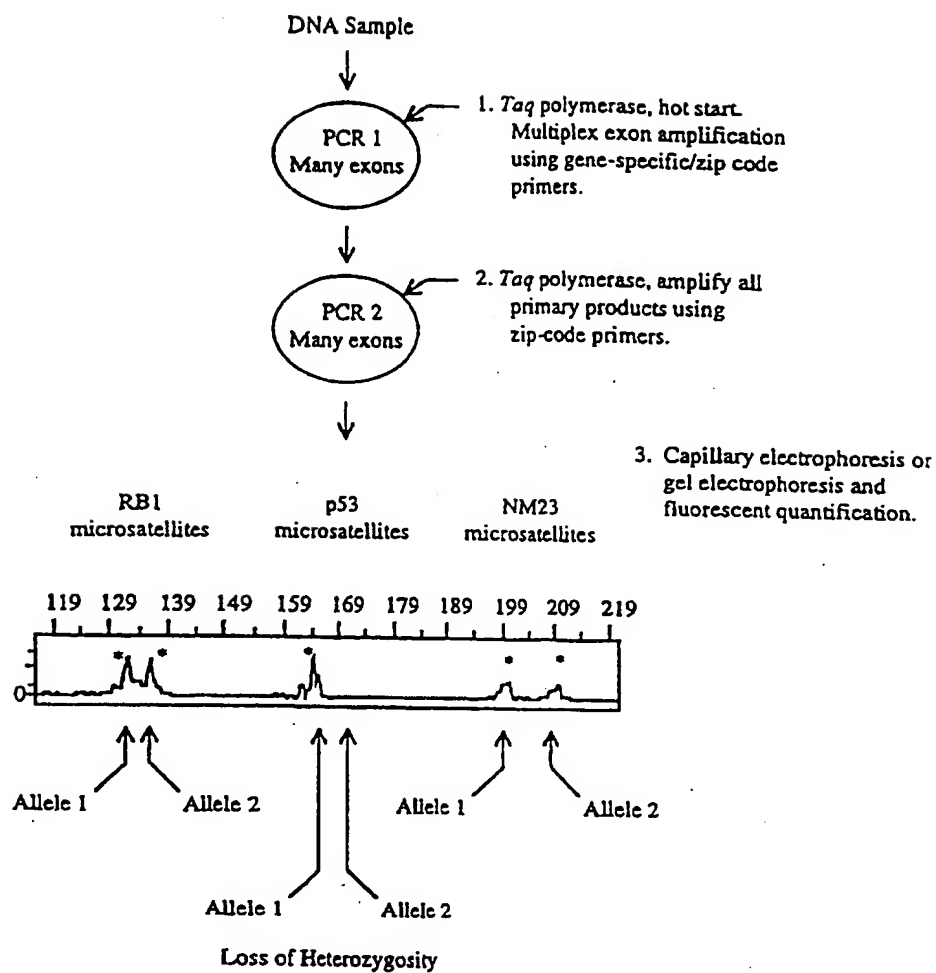 DNA Sample
PCR 1
Many exons
1. Taq polymerase, hot start.
Multiplex exon amplification
using gene-specific/zip code
primers.
PCR 2
Many exons
2. Taq polymerase, amplify all
primary products using
zip-code primers.
3. Capillary electrophoresis or
gel electrophoresis and
fluorescent quantification.
RB1
microsatellites
p53
microsatellites
NM23
microsatellites
119 129 139 149 159 169 179 189 199 209 219
* * * * *
0
Allele 1 Allele 2
Allele 1 Allele 2
Allele 1 Allele 2
Loss of Heterozygosity